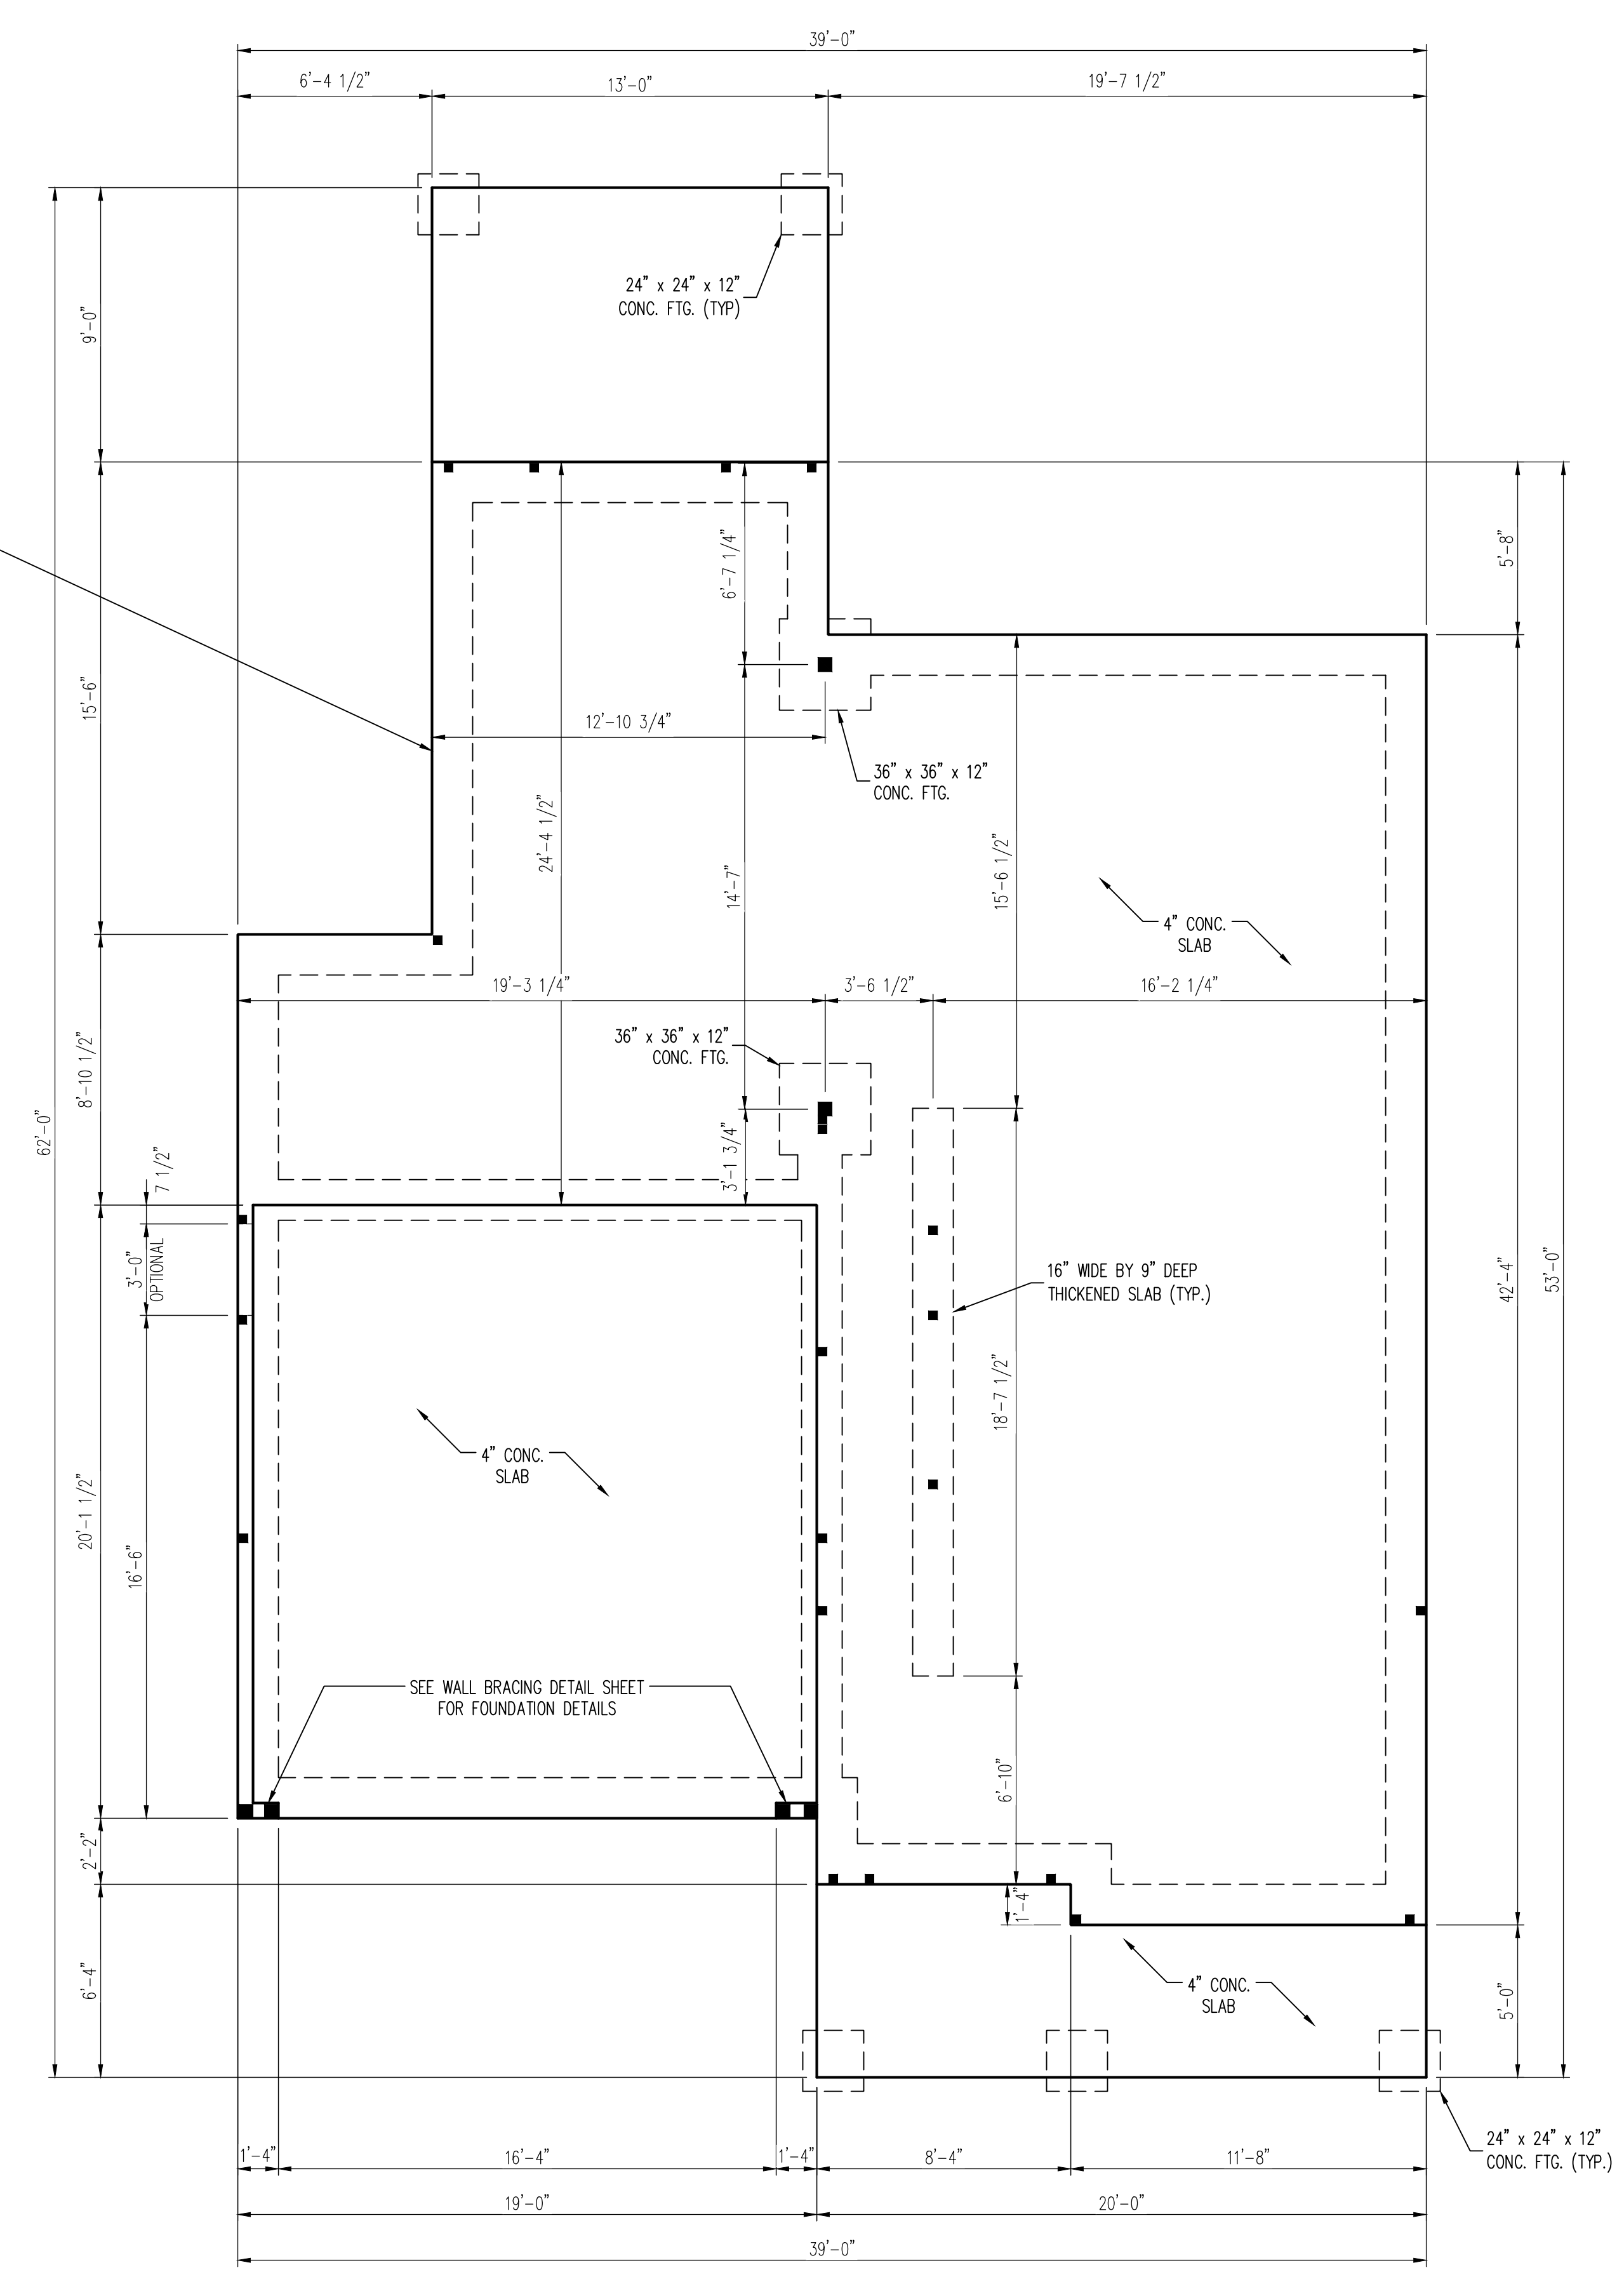 39'-0"
6'-4 1/2"
13'-0"
19'-7 1/2"
24" x 24" x 12"
CONC. FTG. (TYP)
9'-0"
6'-7 1/4"
5'-8"
15'-6"
12'-10 3/4"
36" x 36" x 12"
CONC. FTG.
24'-4 1/2"
14'-7"
15'-6 1/2"
4" CONC.
SLAB
19'-3 1/4"
3'-6 1/2"
16'-2 1/4"
36" x 36" x 12"
CONC. FTG.
8'-10 1/2"
62'-0"
7 1/2"
3'-1 3/4"
3'-0"
OPTIONAL
16" WIDE BY 9" DEEP
THICKENED SLAB (TYP.)
42'-4"
53'-0"
18'-7 1/2"
4" CONC.
SLAB
20'-1 1/2"
16'-6"
SEE WALL BRACING DETAIL SHEET
FOR FOUNDATION DETAILS
6'-10"
2'-2"
1'-4"
6'-4"
4" CONC.
SLAB
5'-0"
24" x 24" x 12"
CONC. FTG. (TYP.)
1'-4"
16'-4"
1'-4"
8'-4"
11'-8"
19'-0"
20'-0"
39'-0"